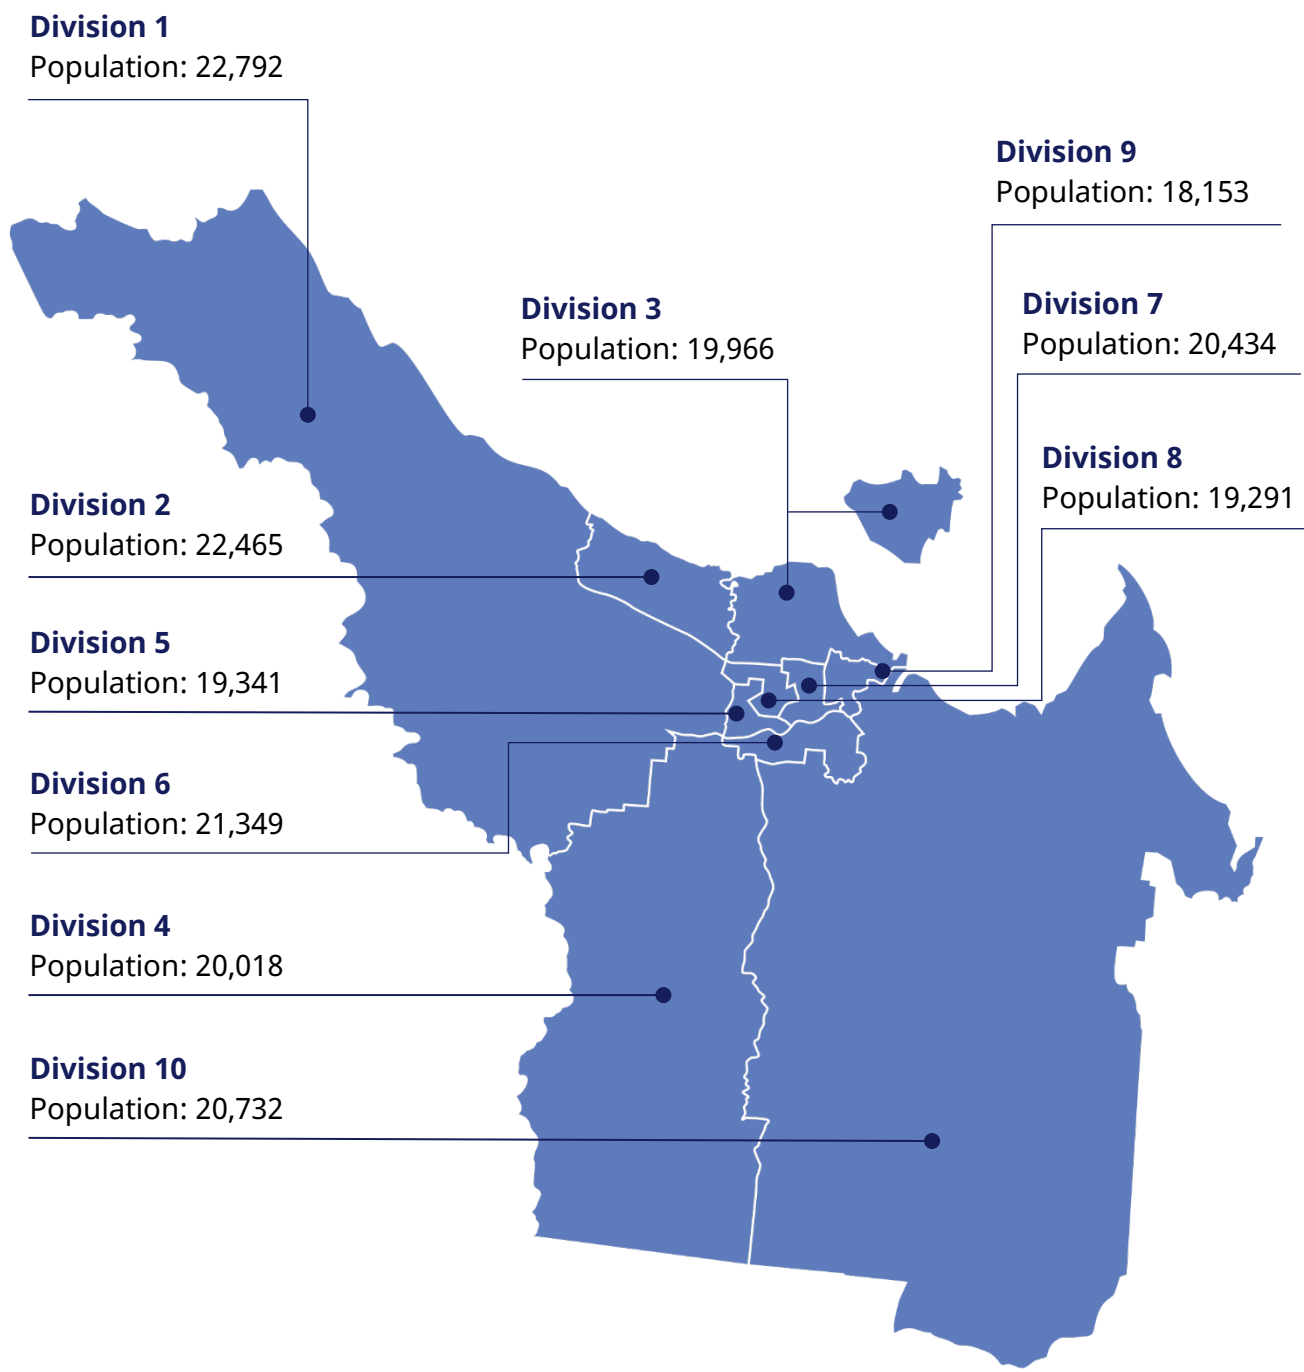 Division 1
Population: 22,792
Division 9
Population: 18,153
Division 3
Population: 19,966
Division 7
Population: 20,434
Division 8
Population: 19,291
Division 2
Population: 22,465
Division 5
Population: 19,341
Division 6
Population: 21,349
Division 4
Population: 20,018
Division 10
Population: 20,732